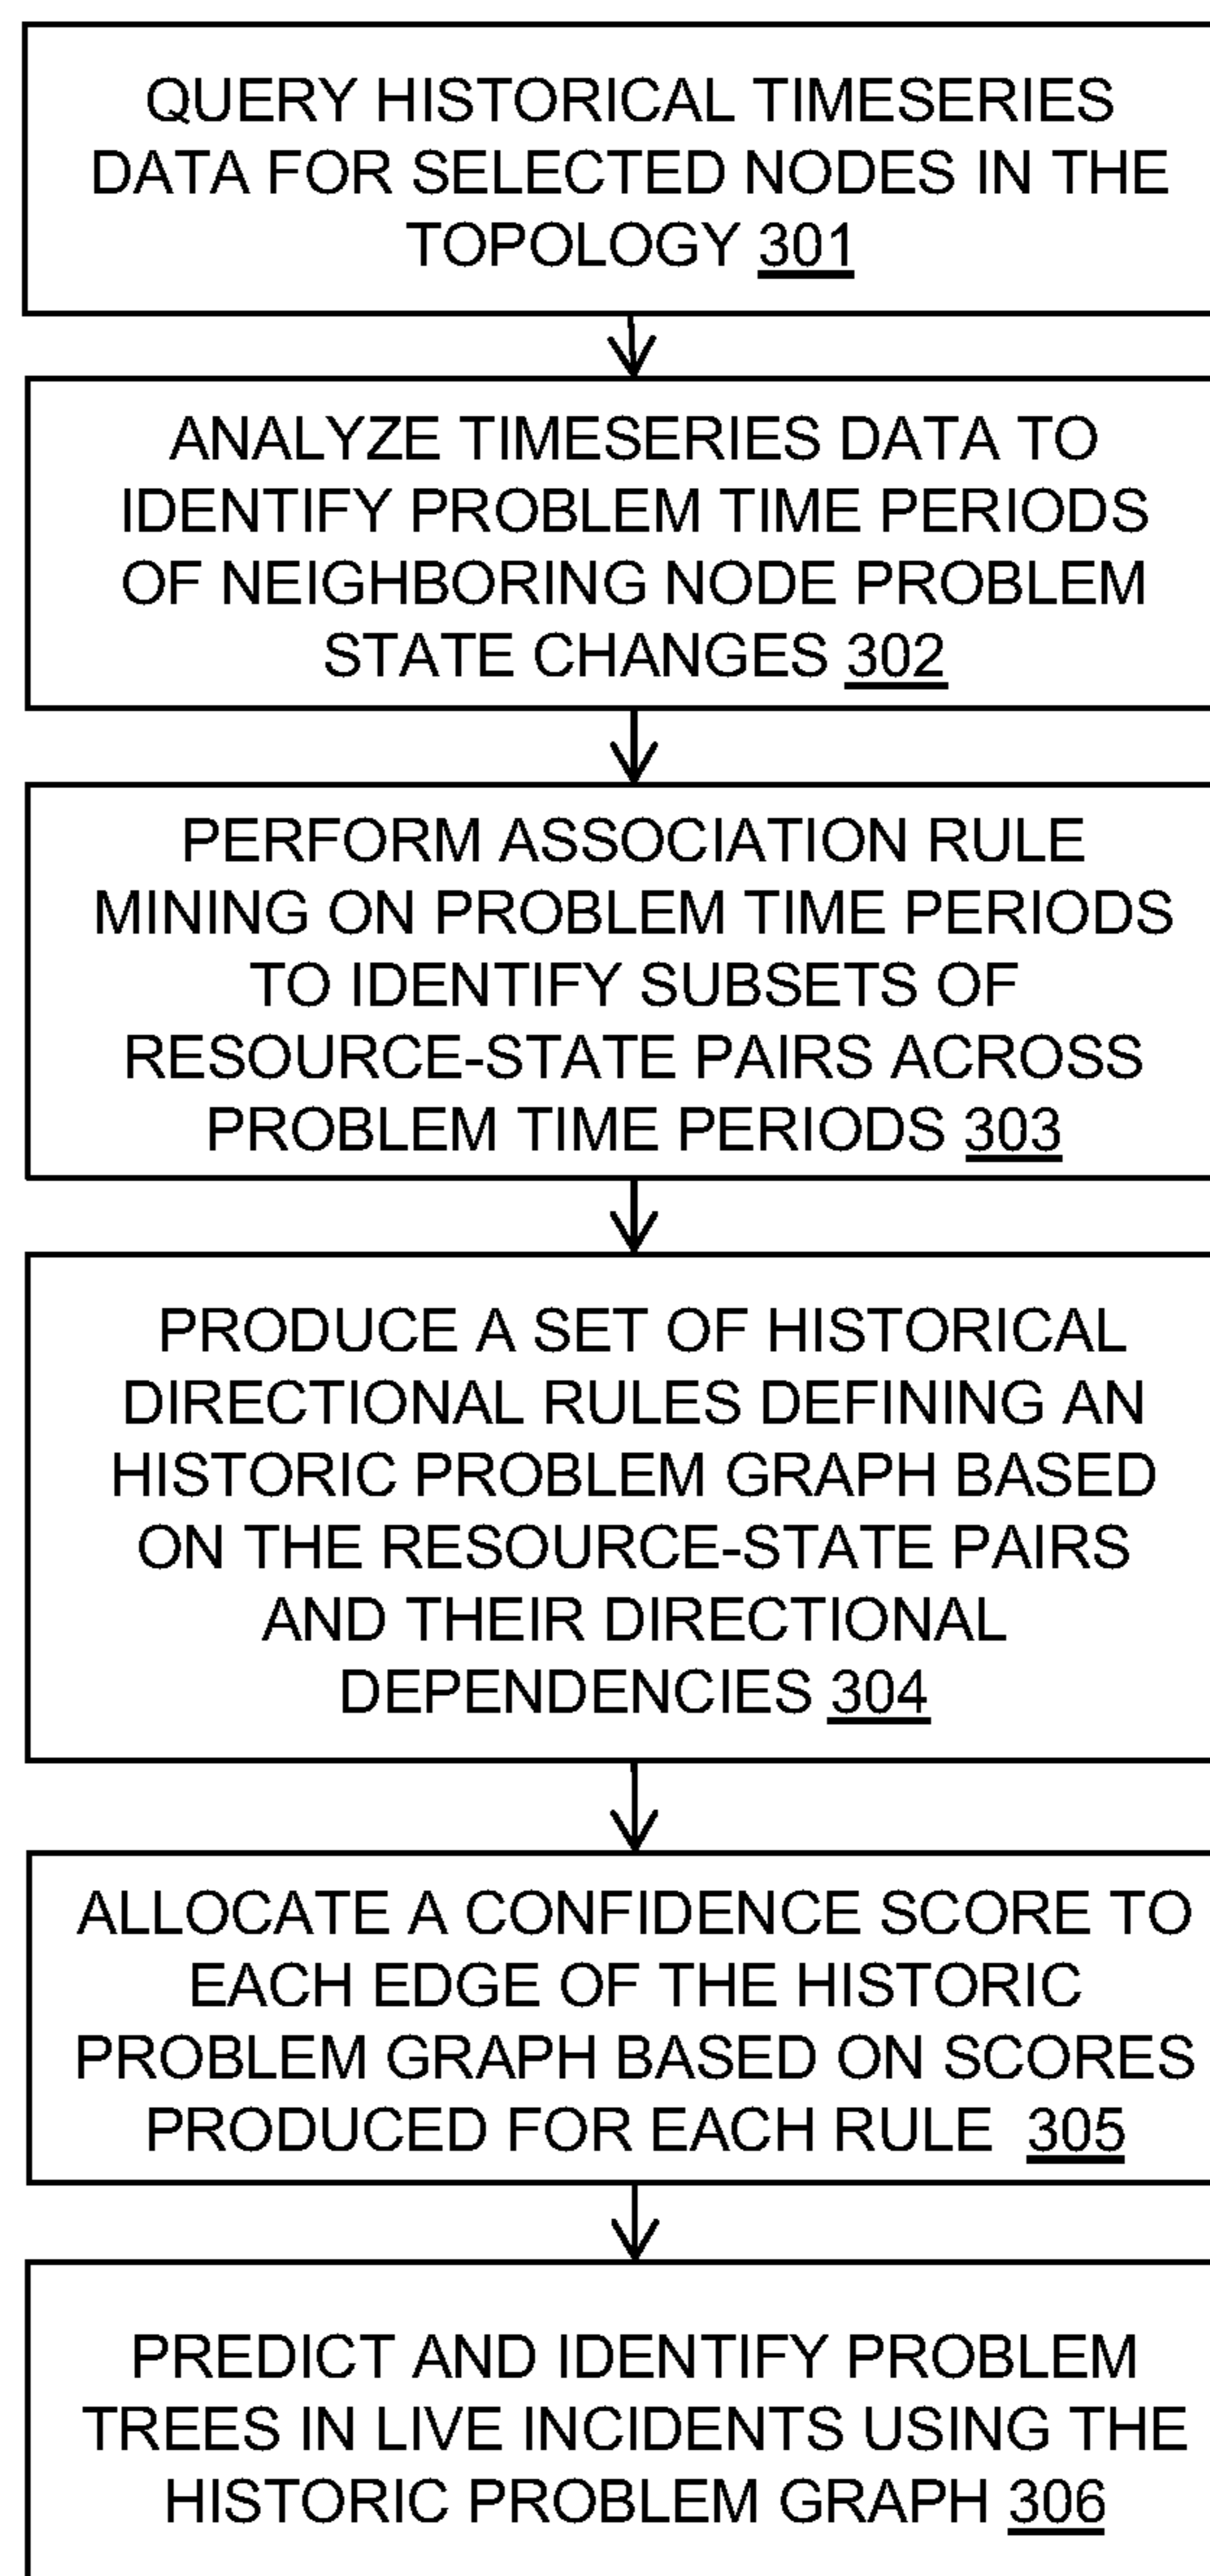 QUERY HISTORICAL TIMESERIES
DATA FOR SELECTED NODES IN THE
TOPOLOGY 301
ANALYZE TIMESERIES DATA TO
IDENTIFY PROBLEM TIME PERIODS
OF NEIGHBORING NODE PROBLEM
STATE CHANGES 302
PERFORM ASSOCIATION RULE
MINING ON PROBLEM TIME PERIODS
TO IDENTIFY SUBSETS OF
RESOURCE-STATE PAIRS ACROSS
PROBLEM TIME PERIODS 303
PRODUCE A SET OF HISTORICAL
DIRECTIONAL RULES DEFINING AN
HISTORIC PROBLEM GRAPH BASED
ON THE RESOURCE-STATE PAIRS
AND THEIR DIRECTIONAL
DEPENDENCIES 304
ALLOCATE A CONFIDENCE SCORE TO
EACH EDGE OF THE HISTORIC
PROBLEM GRAPH BASED ON SCORES
PRODUCED FOR EACH RULE 305
PREDICT AND IDENTIFY PROBLEM
TREES IN LIVE INCIDENTS USING THE
HISTORIC PROBLEM GRAPH 306